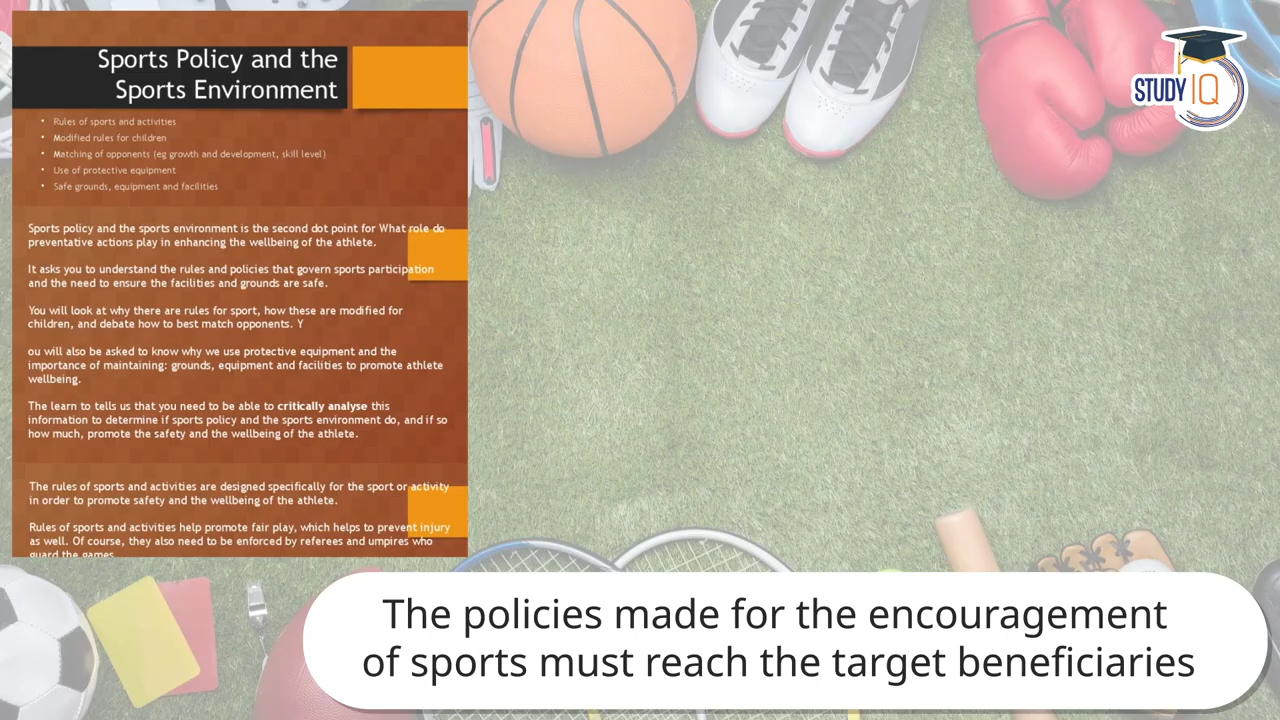 Sports Policy and the
Sports Environment
• Rules of sports and activities
• Modified rules for children
• Matching of opponents (eg growth and development, skill level)
• Use of protective equipment
• Safe grounds, equipment and facilities
Sports policy and the sports environment is the second dot point for What role do
preventative actions play in enhancing the wellbeing of the athlete.
It asks you to understand the rules and policies that govern sports participation
and the need to ensure the facilities and grounds are safe.
You will look at why there are rules for sport, how these are modified for
children, and debate how to best match opponents. Y
ou will also be asked to know why we use protective equipment and the
importance of maintaining: grounds, equipment and facilities to promote athlete
wellbeing.
The learn to tells us that you need to be able to critically analyse this
information to determine if sports policy and the sports environment do, and if so
how much, promote the safety and the wellbeing of the athlete.
The rules of sports and activities are designed specifically for the sport or activity
in order to promote safety and the wellbeing of the athlete.
Rules of sports and activities help promote fair play, which helps to prevent injury
as well. Of course, they also need to be enforced by referees and umpires who
guard the games.
STUDY IQ
The policies made for the encouragement
of sports must reach the target beneficiaries